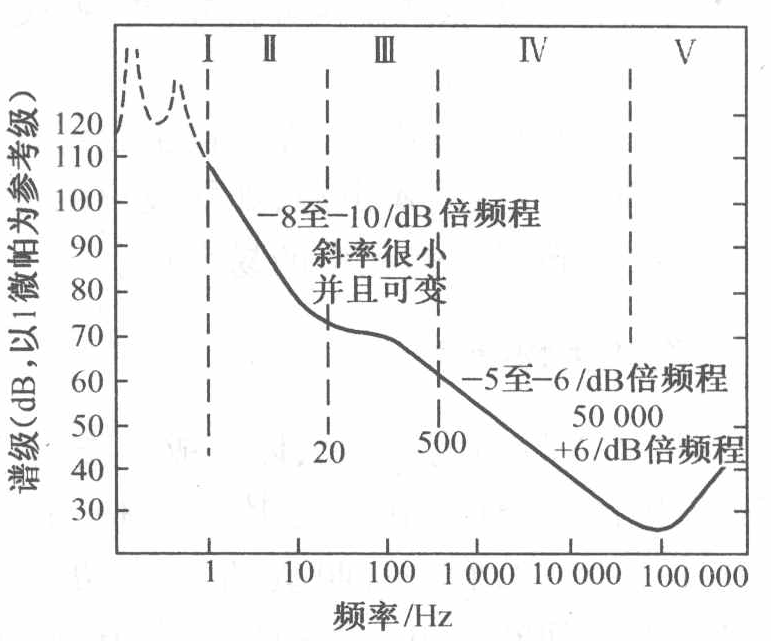 Ⅰ Ⅱ Ⅲ Ⅳ Ⅴ
谱级(dB,以1微帕为参考级)
120
110
100
90
80
70
60
50
40
30
-8至-10/dB倍频程
斜率很小
并且可变
-5至-6/dB倍频程
50 000
+6/dB倍频程
20
500
1 10 100 1 000 10 000 100 000
频率/Hz